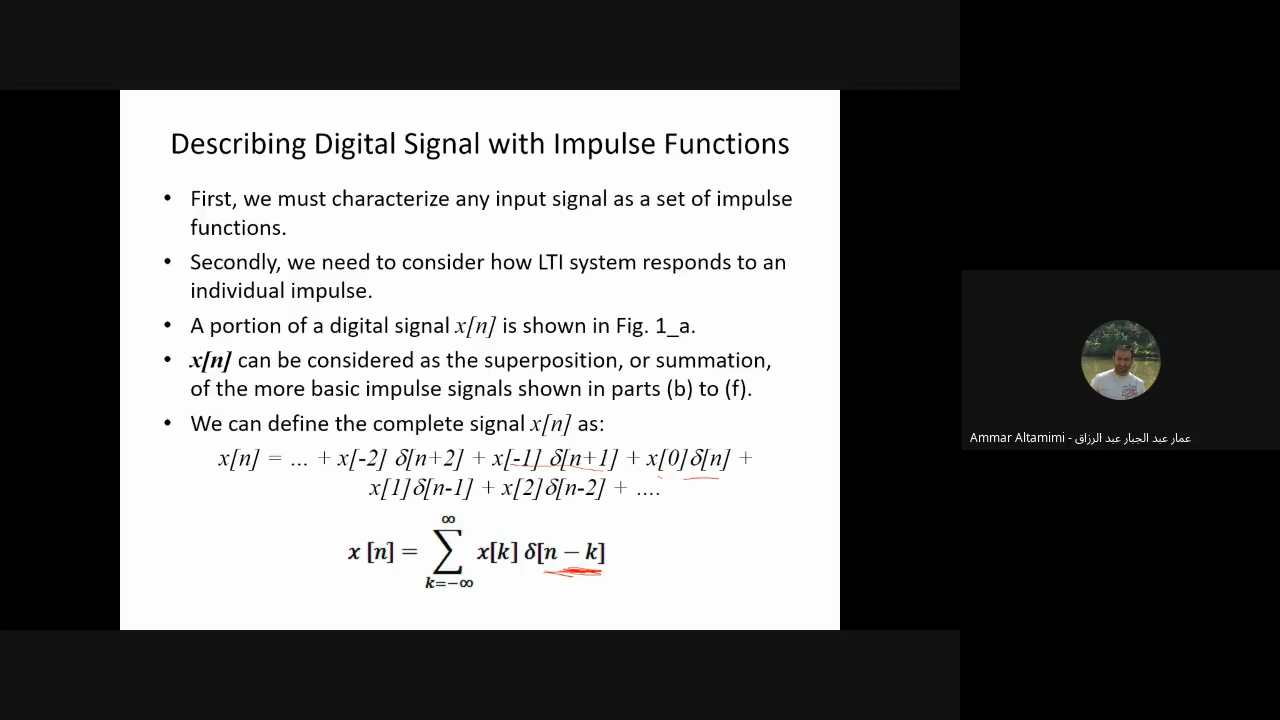 Describing Digital Signal with Impulse Functions
• First, we must characterize any input signal as a set of impulse
functions.
• Secondly, we need to consider how LTI system responds to an
individual impulse.
• A portion of a digital signal x[n] is shown in Fig. 1_a.
• x[n] can be considered as the superposition, or summation,
of the more basic impulse signals shown in parts (b) to (f).
• We can define the complete signal x[n] as:
x[n] = ... + x[-2] δ[n+2] + x[-1] δ[n+1] + x[0]δ[n] +
x[1]δ[n-1] + x[2]δ[n-2] + ....
x [n] = ∑_{k=−∞}^{∞} x[k] δ[n − k]
Ammar Altamimi - عمار عبد الجبار عبد الرزاق